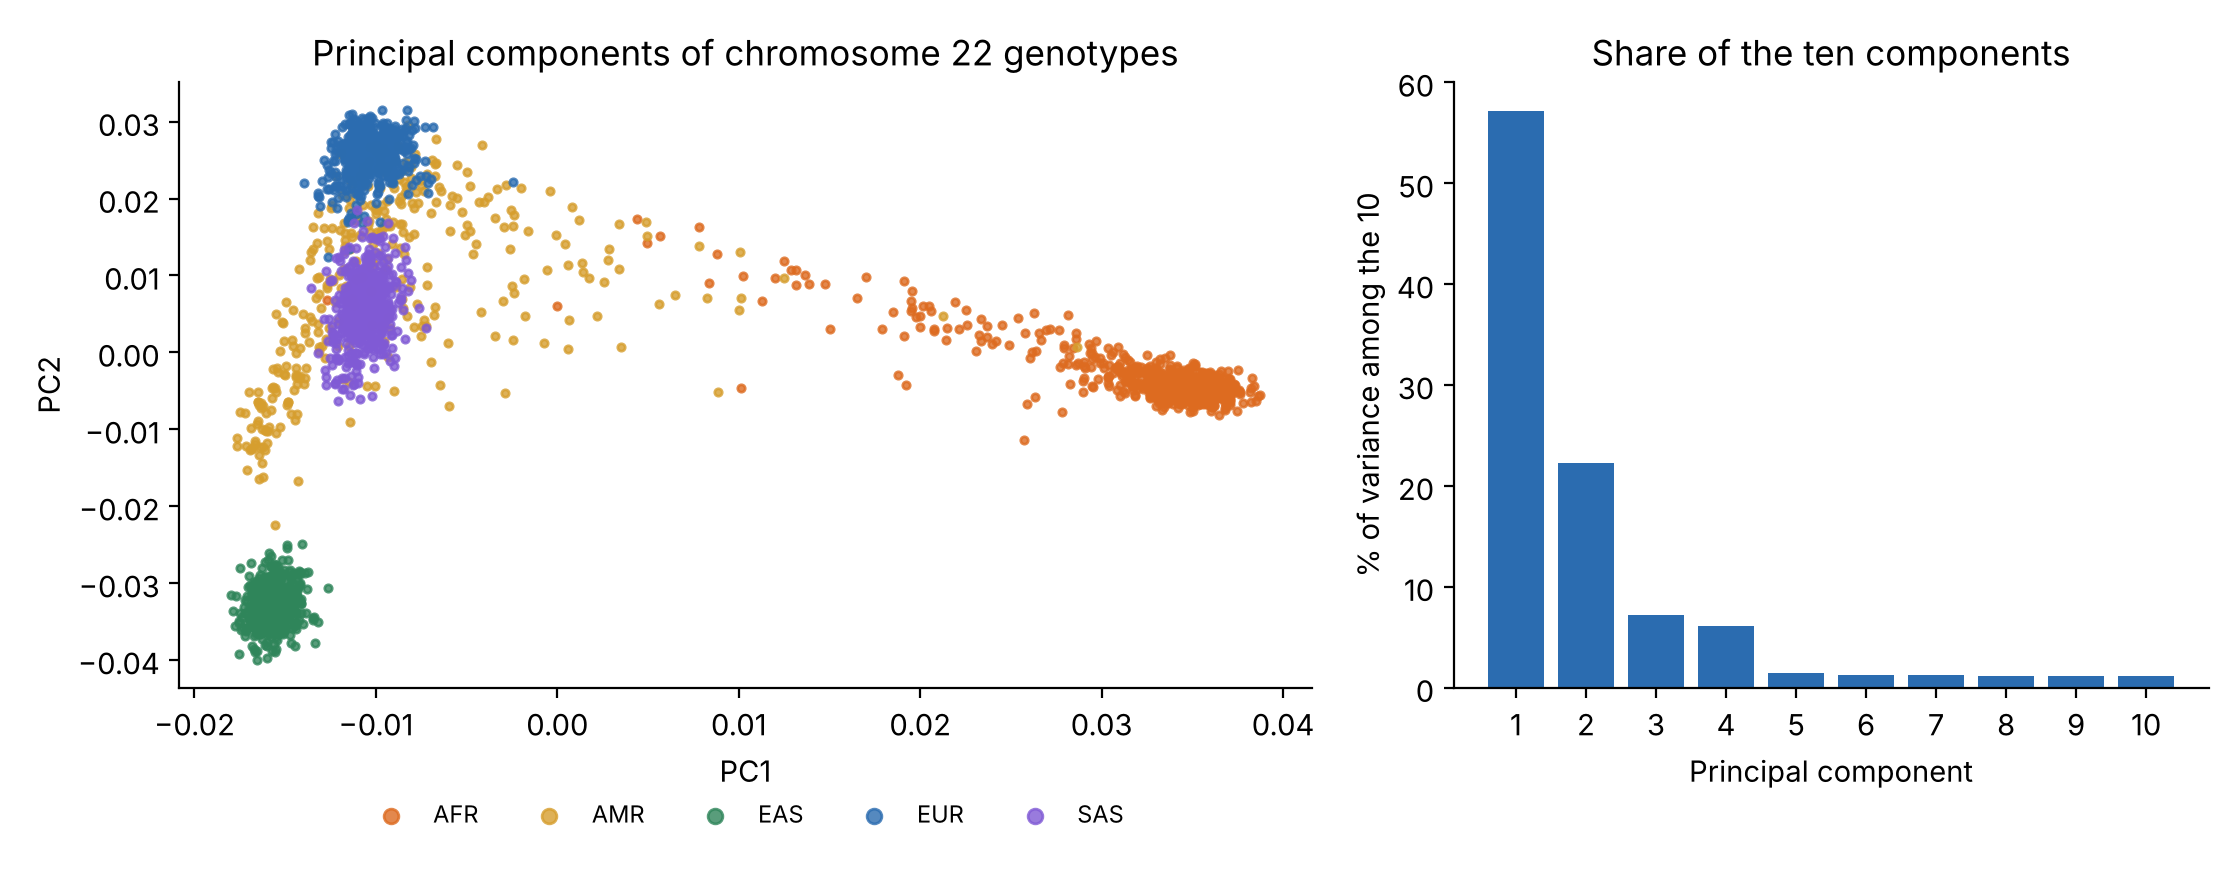 Principal components of chromosome 22 genotypes
PC2
0.03
0.02
0.01
0.00
−0.01
−0.02
−0.03
−0.04
−0.02 −0.01 0.00 0.01 0.02 0.03 0.04
PC1
AFR AMR EAS EUR SAS
Share of the ten components
% of variance among the 10
60
50
40
30
20
10
0
1 2 3 4 5 6 7 8 9 10
Principal component